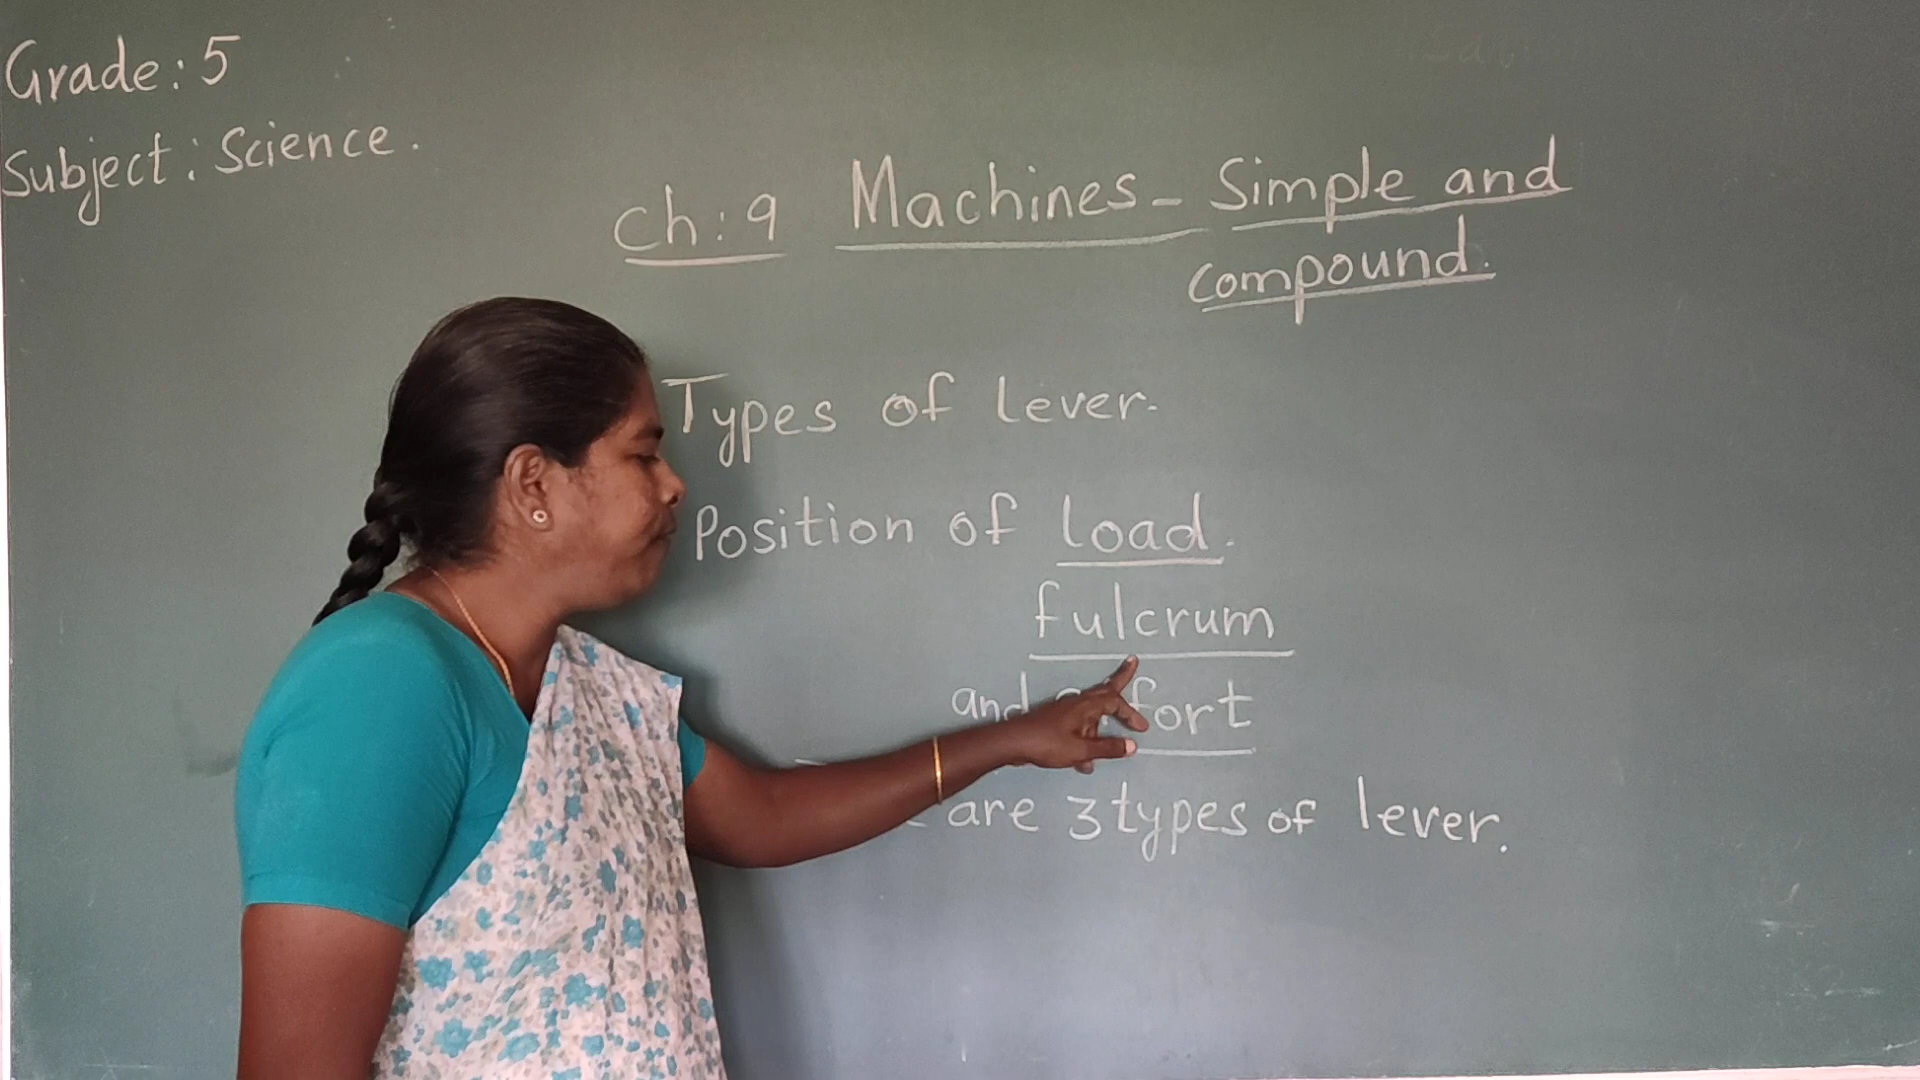 Grade: 5
Subject: Science.
Ch: 9 Machines - Simple and
compound.
Types of lever.
Position of load.
fulcrum
and effort
are 3 types of lever.